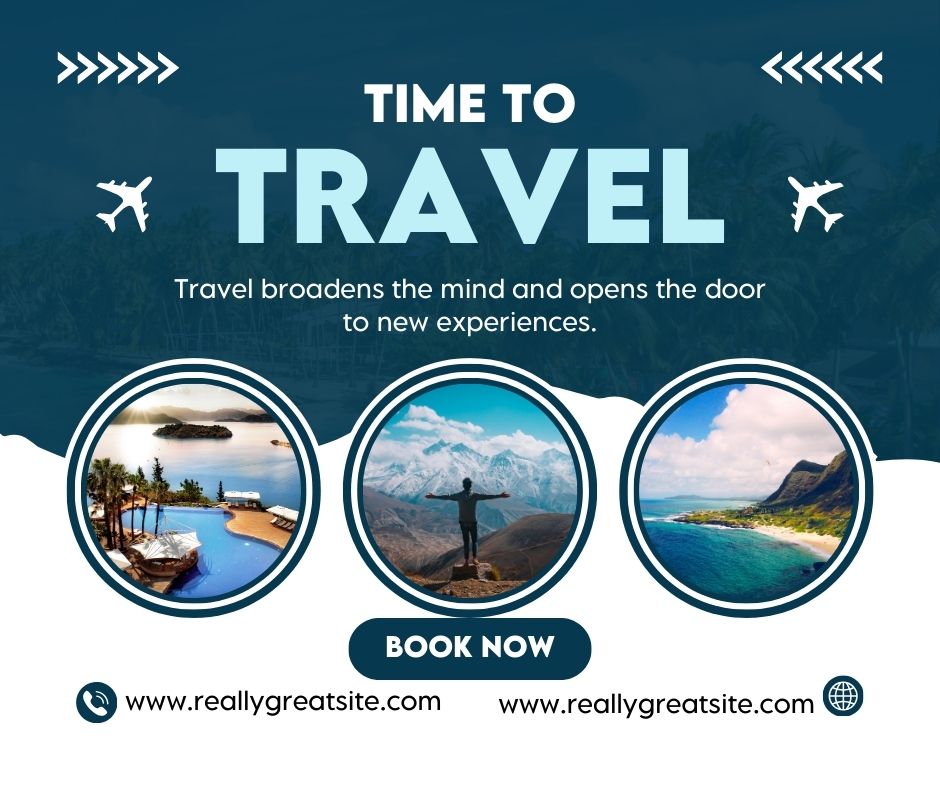 TIME TO
TRAVEL
Travel broadens the mind and opens the door
to new experiences.
BOOK NOW
www.reallygreatsite.com
www.reallygreatsite.com